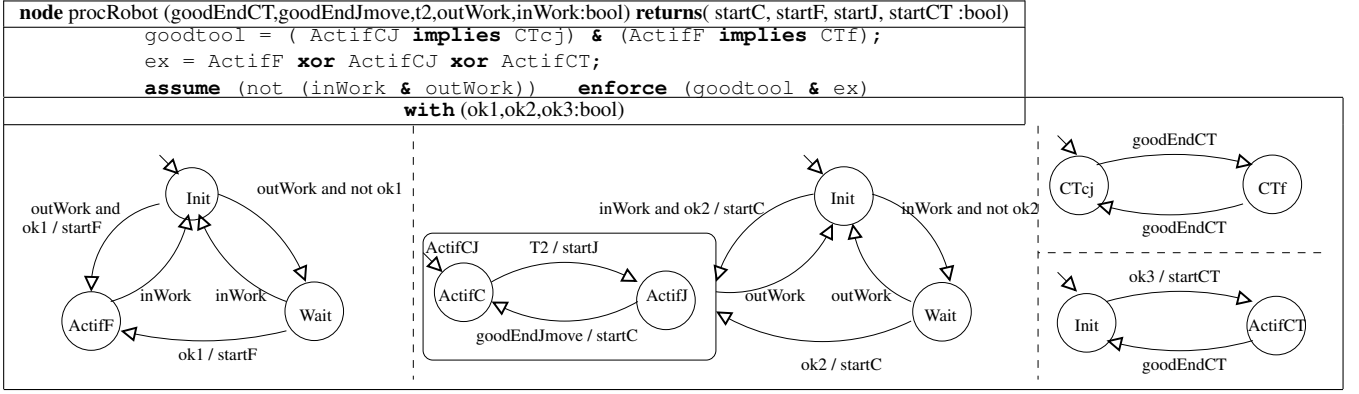 node procRobot (goodEndCT,goodEndJmove,t2,outWork,inWork:bool) returns( startC, startF, startJ, startCT :bool)
goodtool = ( ActifCJ implies CTcj) & (ActifF implies CTf);
ex = ActifF xor ActifCJ xor ActifCT;
assume (not (inWork & outWork)) enforce (goodtool & ex)
with (ok1,ok2,ok3:bool)
Init
outWork and not ok1
outWork and
ok1 / startF
inWork
inWork
ActifF
Wait
ok1 / startF
Init
inWork and ok2 / startC
inWork and not ok2
ActifCJ
T2 / startJ
ActifC
ActifJ
goodEndJmove / startC
outWork
outWork
Wait
ok2 / startC
goodEndCT
CTcj
CTf
goodEndCT
ok3 / startCT
Init
ActifCT
goodEndCT